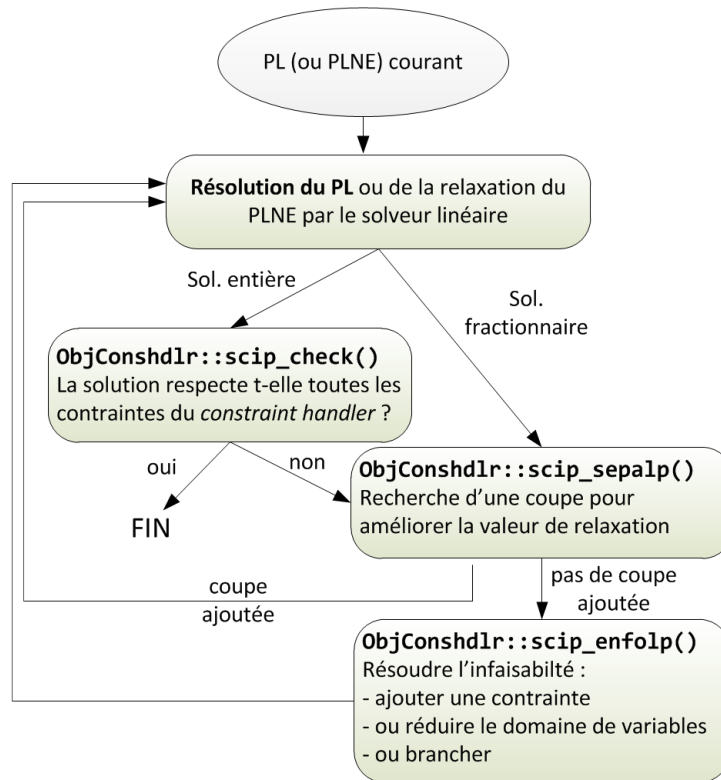 PL (ou PLNE) courant
Résolution du PL ou de la relaxation du
PLNE par le solveur linéaire
Sol. entière
Sol.
fractionnaire
ObjConshdlr::scip_check()
La solution respecte t-elle toutes les
contraintes du constraint handler ?
oui
non
FIN
ObjConshdlr::scip_sepalp()
Recherche d'une coupe pour
améliorer la valeur de relaxation
coupe
ajoutée
pas de coupe
ajoutée
ObjConshdlr::scip_enfolp()
Résoudre l'infaisabilté :
- ajouter une contrainte
- ou réduire le domaine de variables
- ou brancher